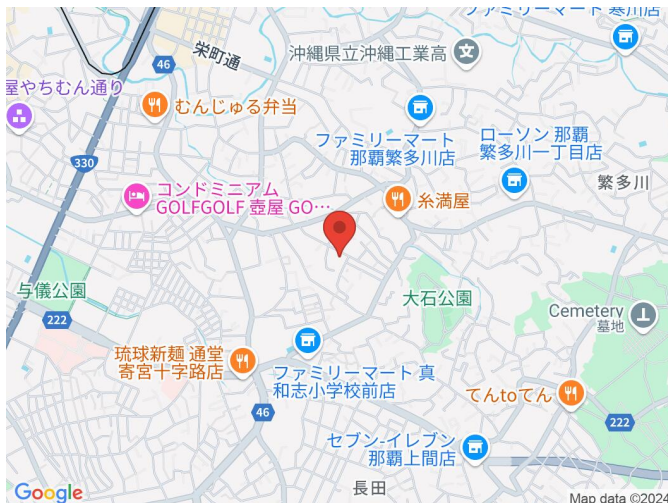 ファミリーマート 寒川店
栄町通
46
沖縄県立沖縄工業高
屋やちむん通り
むんじゅる弁当
ファミリーマート
那覇繁多川店
ローソン 那覇
繁多川一丁目店
330
繁多川
コンドミニアム
GOLFGOLF 壺屋 GO…
糸満屋
与儀公園
大石公園
222
Cemetery
墓地
琉球新麺 通堂
寄宮十字路店
ファミリーマート 真
和志小学校前店
てんtoてん
46
222
セブン-イレブン
那覇上間店
長田
Google
Map data ©2024